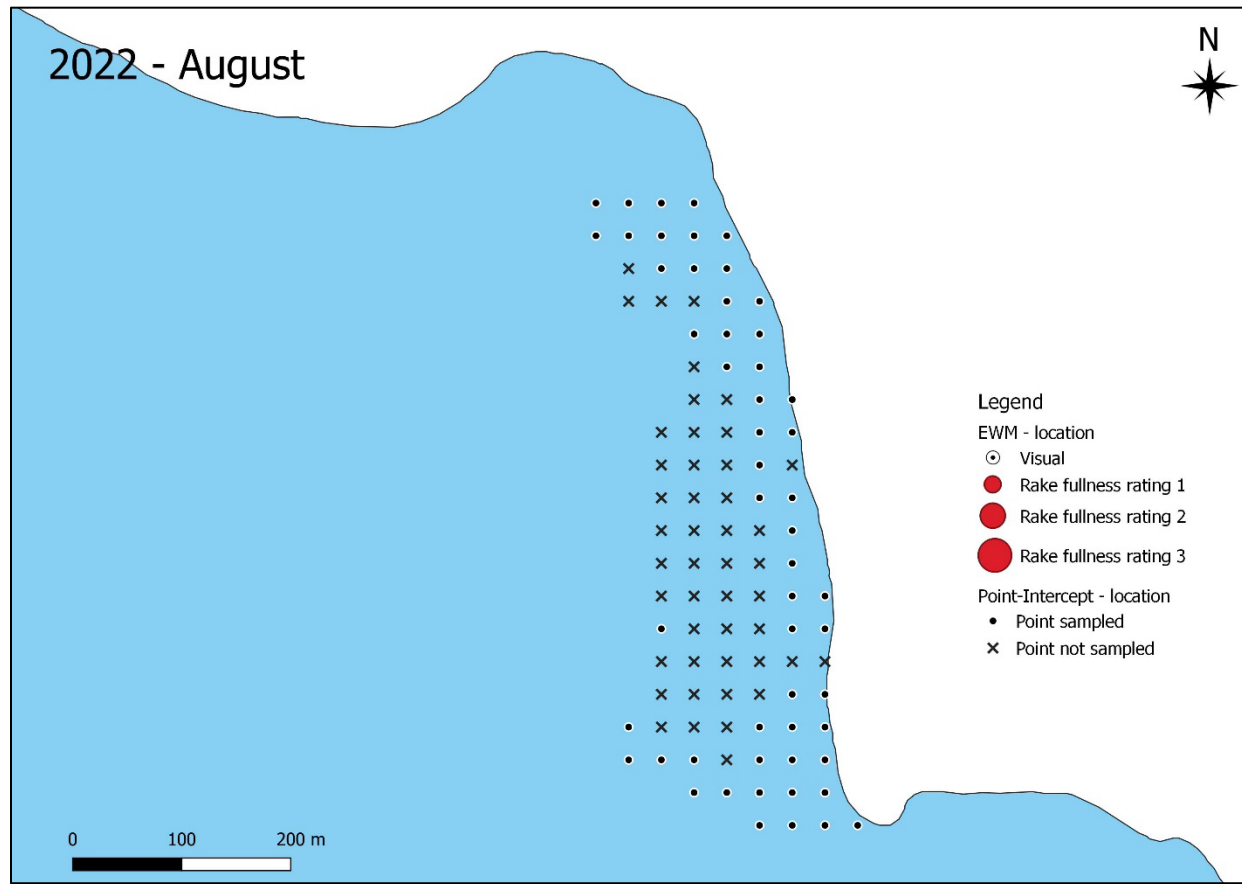 2022 - August
N
Legend
EWM - location
Visual
Rake fullness rating 1
Rake fullness rating 2
Rake fullness rating 3
Point-Intercept - location
Point sampled
Point not sampled
0 100 200 m